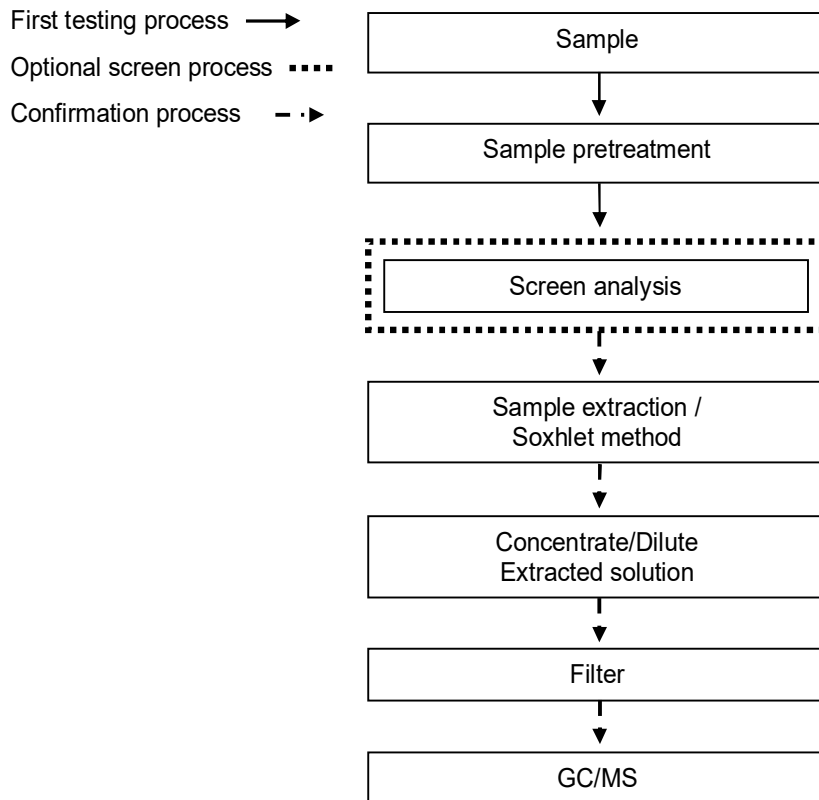 First testing process
Optional screen process
Confirmation process
Sample
Sample pretreatment
Screen analysis
Sample extraction /
Soxhlet method
Concentrate/Dilute
Extracted solution
Filter
GC/MS